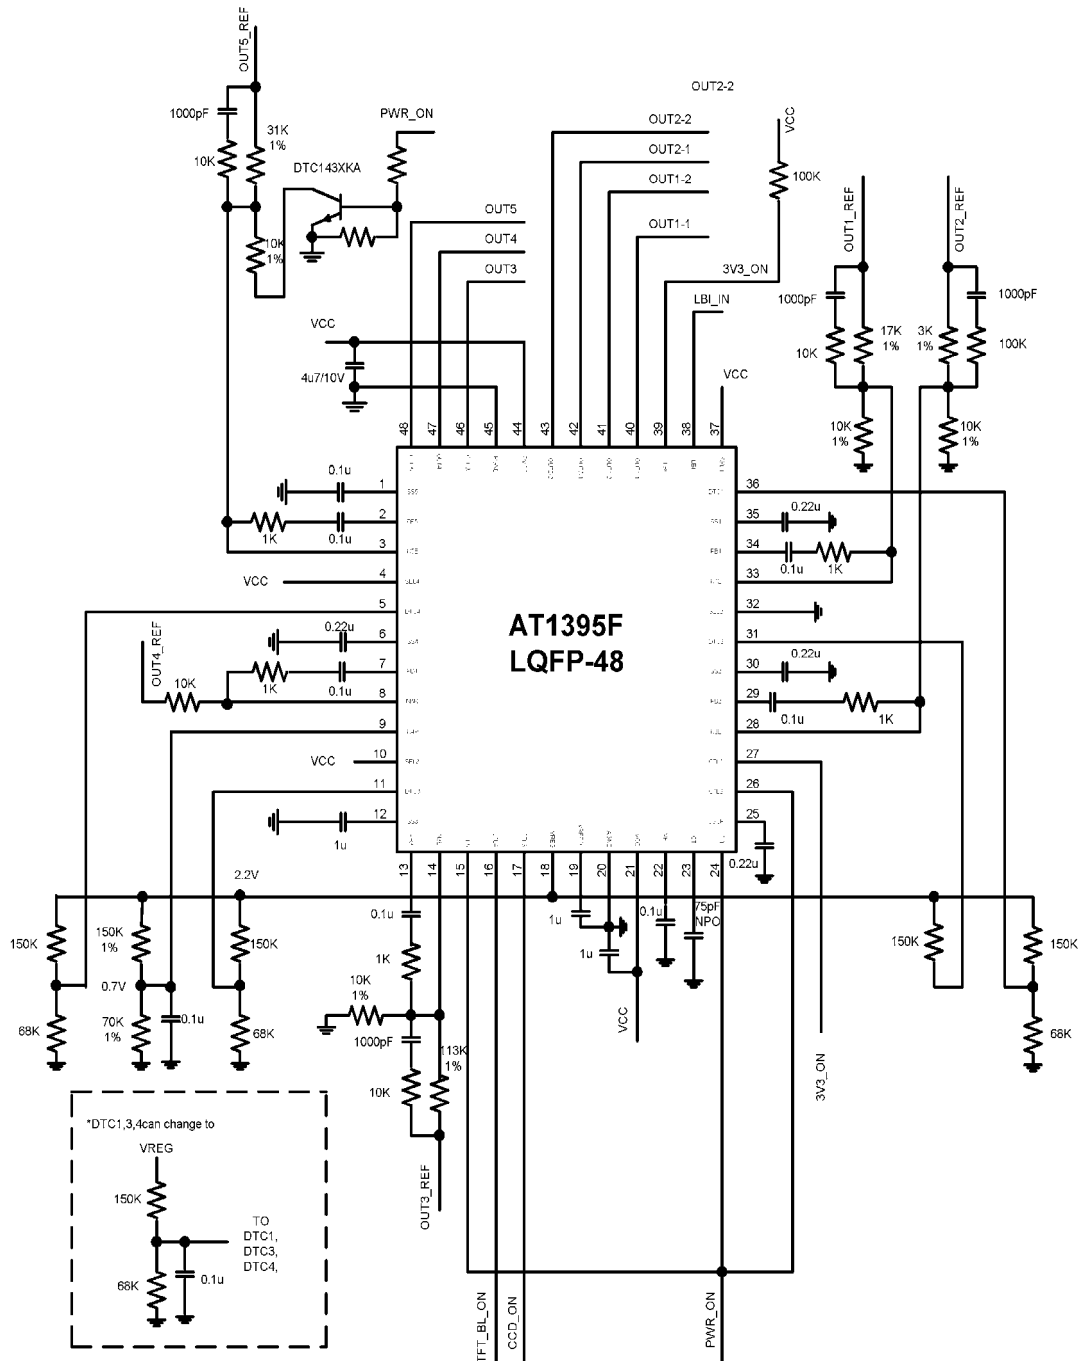 OUT5_REF
OUT2-2
1000pF
PWR_ON
OUT2-2
VCC
31K
1%
10K
DTC143XKA
OUT2-1
100K
OUT1-2
OUT1_REF
OUT2_REF
OUT5
OUT1-1
10K
1%
OUT4
OUT3
3V3_ON
1000pF
1000pF
LBI_IN
VCC
17K
1%
3K
1%
10K
100K
4u7/10V
VCC
10K
1%
10K
1%
48
47
46
45
44
43
42
41
40
39
38
37
0.1u
1
36
0.22u
2
35
1K
0.1u
3
34
0.1u
1K
VCC
4
33
5
32
AT1395F
LQFP-48
OUT4_REF
0.22u
6
31
0.22u
7
30
1K
0.1u
10K
8
29
0.1u
1K
9
28
VCC
10
27
11
26
12
25
1u
0.22u
13
14
15
16
17
18
19
20
21
22
23
24
2.2V
0.1u
1u
0.1u
75pF
NPO
150K
150K
1%
150K
1K
1u
150K
150K
0.7V
10K
1%
68K
70K
1%
0.1u
68K
1000pF
VCC
68K
113K
1%
10K
3V3_ON
*DTC1,3,4can change to
VREG
150K
OUT3_REF
TO
DTC1,
DTC3,
DTC4,
68K
0.1u
TFT_BL_ON
CCD_ON
PWR_ON